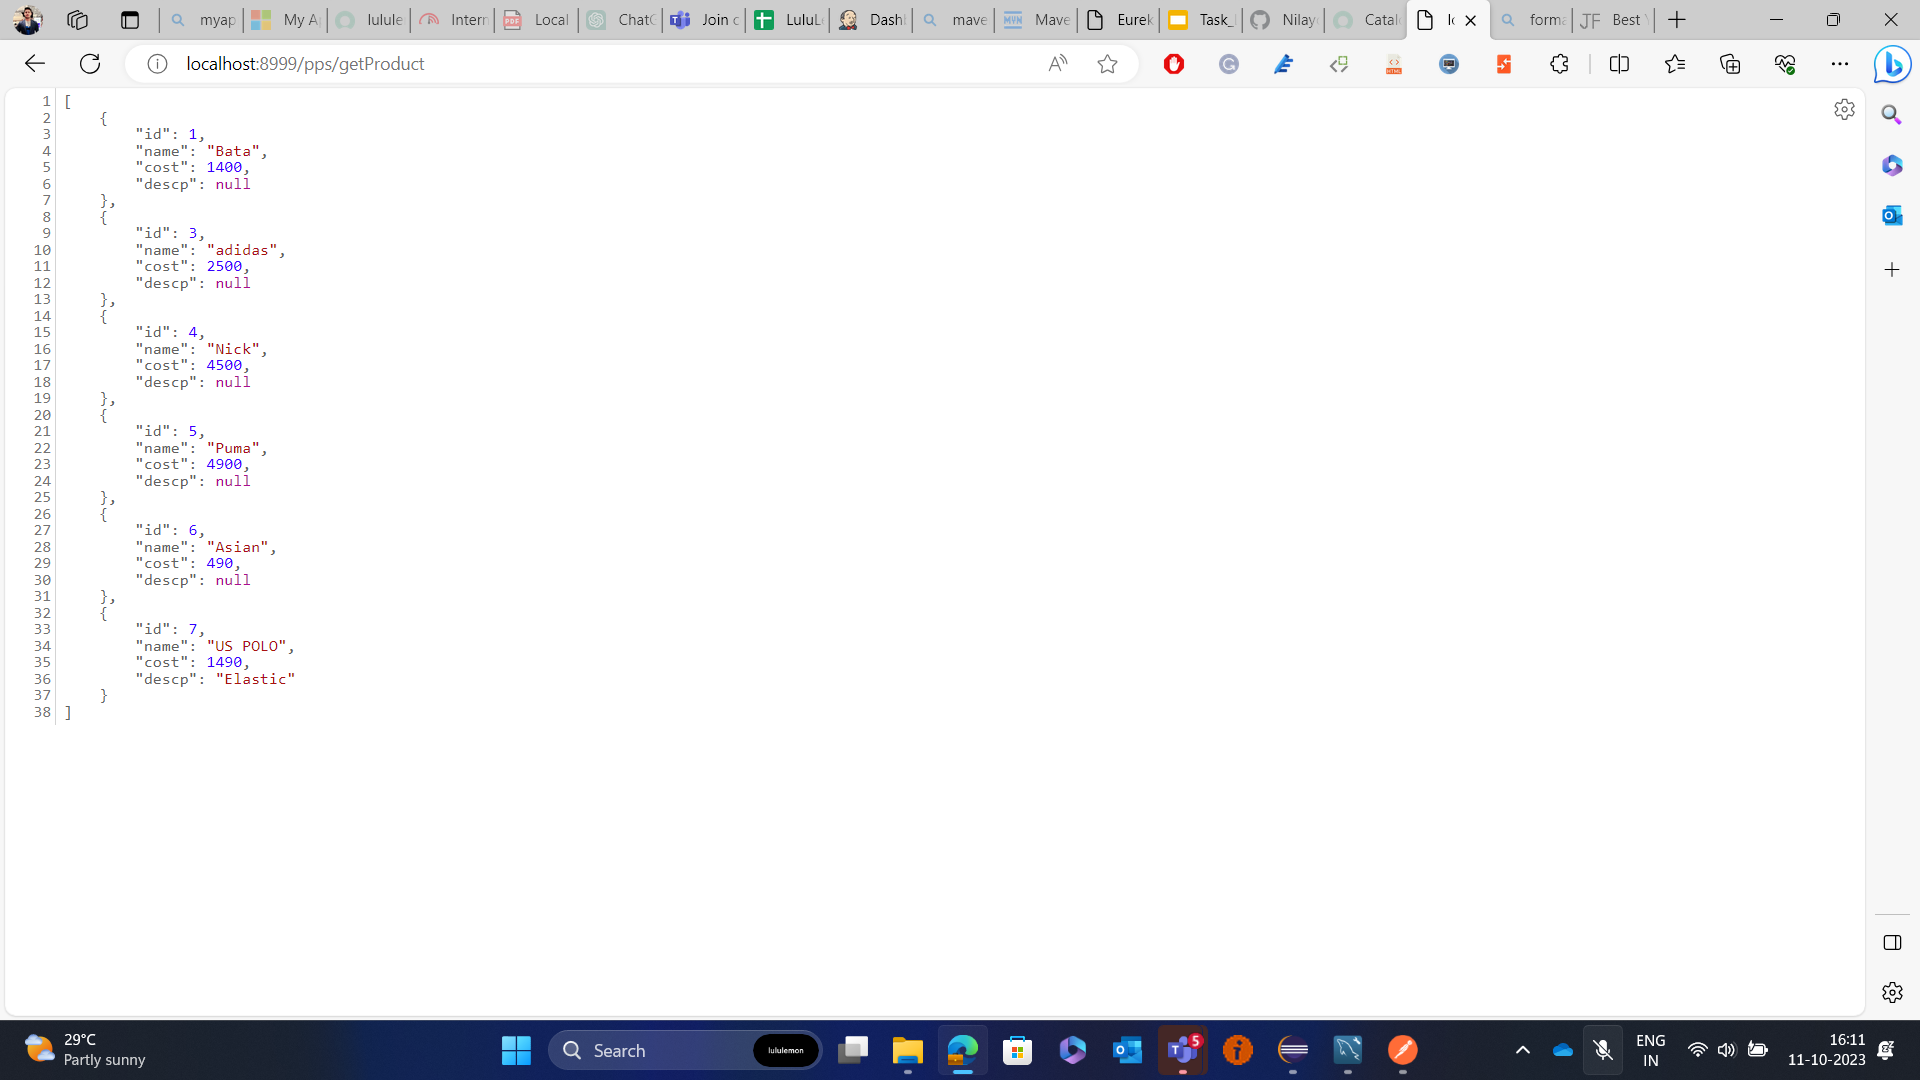 myap
My A
lulule
Intern
Local
ChatG
Join c
LuluL
Dashl
mave
Mave
Eurek
Task_
Nilay
Catal
lo
forma
JF Best
localhost:8999/pps/getProduct
1 [
2 {
3 "id": 1,
4 "name": "Bata",
5 "cost": 1400,
6 "descp": null
7 },
8 {
9 "id": 3,
10 "name": "adidas",
11 "cost": 2500,
12 "descp": null
13 },
14 {
15 "id": 4,
16 "name": "Nick",
17 "cost": 4500,
18 "descp": null
19 },
20 {
21 "id": 5,
22 "name": "Puma",
23 "cost": 4900,
24 "descp": null
25 },
26 {
27 "id": 6,
28 "name": "Asian",
29 "cost": 490,
30 "descp": null
31 },
32 {
33 "id": 7,
34 "name": "US POLO",
35 "cost": 1490,
36 "descp": "Elastic"
37 }
38 ]
29°C
Partly sunny
Search
lululemon
5
ENG
IN
16:11
11-10-2023